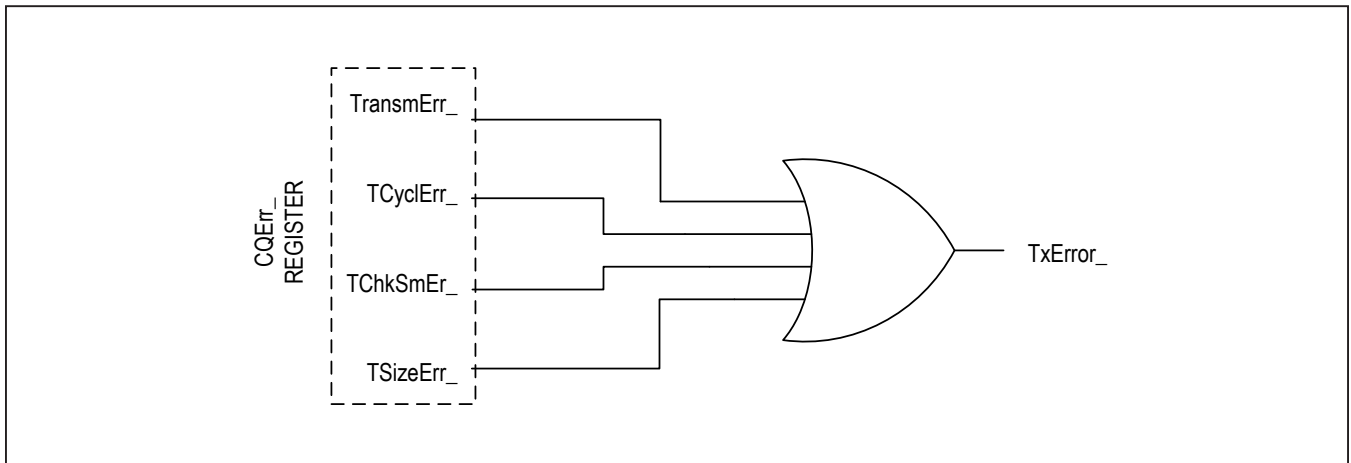 CQErr_
REGISTER
TransmErr_
TCyclErr_
TChkSmEr_
TSizeErr_
TxError_